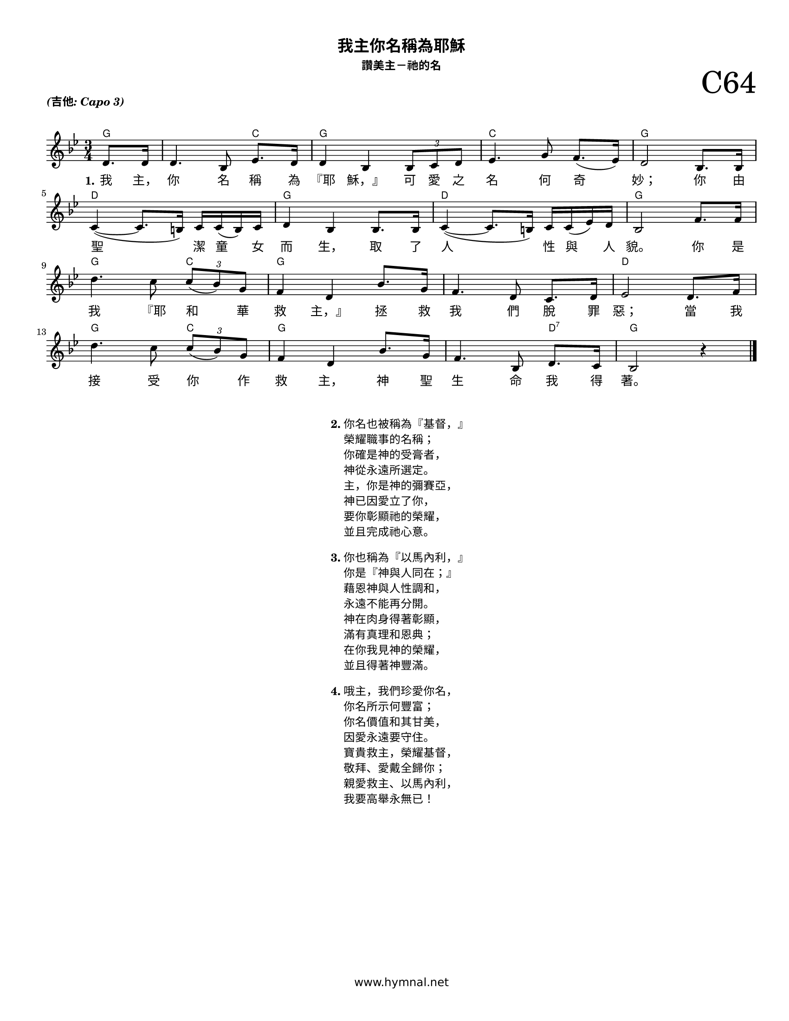 我主你名稱為耶穌
讚美主－祂的名
C64
(吉他: Capo 3)
G C G C G
3 4
3
1. 我 主， 你 名 稱 為 『耶 穌，』 可 愛 之 名 何 奇 妙； 你 由
5 D G D G
聖 潔 童 女 而 生， 取 了 人 性 與 人 貌。 你 是
9 G C G D
3
我 『耶 和 華 救 主，』 拯 救 我 們 脫 罪 惡； 當 我
13 G C G D7 G
3
接 受 你 作 救 主， 神 聖 生 命 我 得 著。
2. 你名也被稱為『基督，』
榮耀職事的名稱；
你確是神的受膏者，
神從永遠所選定。
主，你是神的彌賽亞，
神已因愛立了你，
要你彰顯祂的榮耀，
並且完成祂心意。
3. 你也稱為『以馬內利，』
你是『神與人同在；』
藉恩神與人性調和，
永遠不能再分開。
神在肉身得著彰顯，
滿有真理和恩典；
在你我見神的榮耀，
並且得著神豐滿。
4. 哦主，我們珍愛你名，
你名所示何豐富；
你名價值和其甘美，
因愛永遠要守住。
寶貴救主，榮耀基督，
敬拜、愛戴全歸你；
親愛救主、以馬內利，
我要高舉永無已！
www.hymnal.net